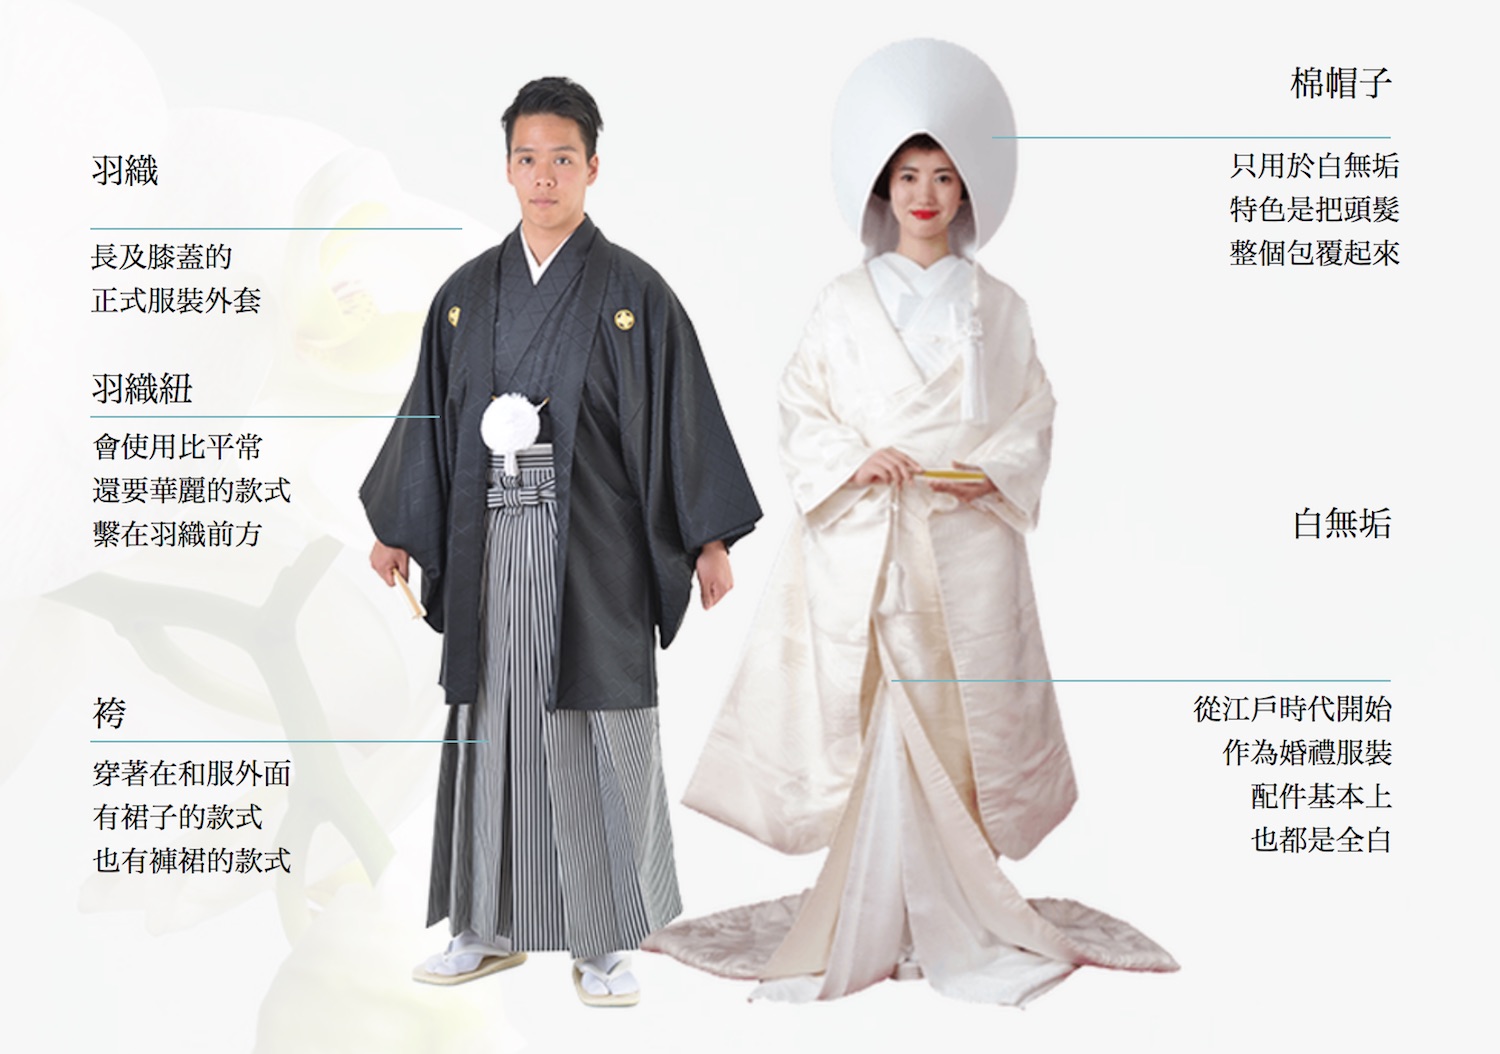 羽織
長及膝蓋的
正式服裝外套
羽織紐
會使用比平常
還要華麗的款式
繫在羽織前方
袴
穿著在和服外面
有裙子的款式
也有褲裙的款式
棉帽子
只用於白無垢
特色是把頭髮
整個包覆起來
白無垢
從江戶時代開始
作為婚禮服裝
配件基本上
也都是全白